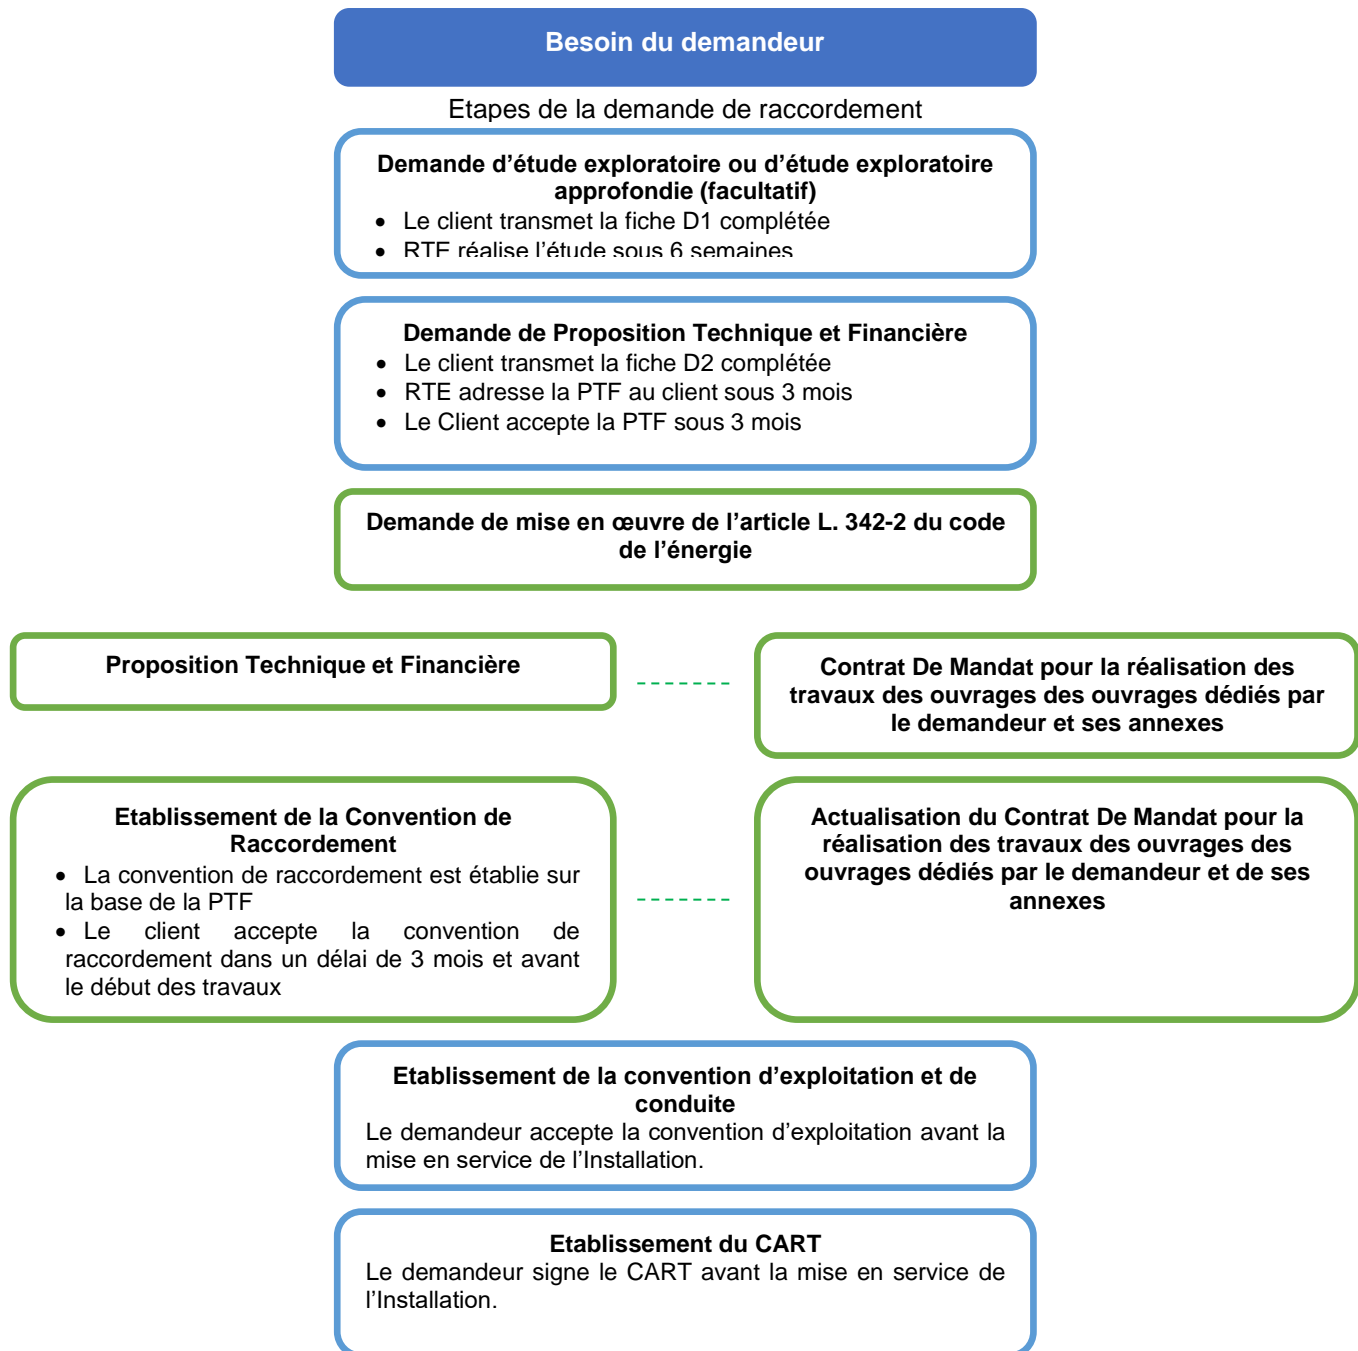 Besoin du demandeur
Etapes de la demande de raccordement
Demande d’étude exploratoire ou d’étude exploratoire
approfondie (facultatif)
• Le client transmet la fiche D1 complétée
• RTE réalise l’étude sous 6 semaines
Demande de Proposition Technique et Financière
• Le client transmet la fiche D2 complétée
• RTE adresse la PTF au client sous 3 mois
• Le Client accepte la PTF sous 3 mois
Demande de mise en œuvre de l’article L. 342-2 du code
de l’énergie
Proposition Technique et Financière
Contrat De Mandat pour la réalisation des
travaux des ouvrages des ouvrages dédiés par
le demandeur et ses annexes
Etablissement de la Convention de
Raccordement
• La convention de raccordement est établie sur
la base de la PTF
• Le client accepte la convention de
raccordement dans un délai de 3 mois et avant
le début des travaux
Actualisation du Contrat De Mandat pour la
réalisation des travaux des ouvrages des
ouvrages dédiés par le demandeur et de ses
annexes
Etablissement de la convention d’exploitation et de
conduite
Le demandeur accepte la convention d’exploitation avant la
mise en service de l’Installation.
Etablissement du CART
Le demandeur signe le CART avant la mise en service de
l’Installation.